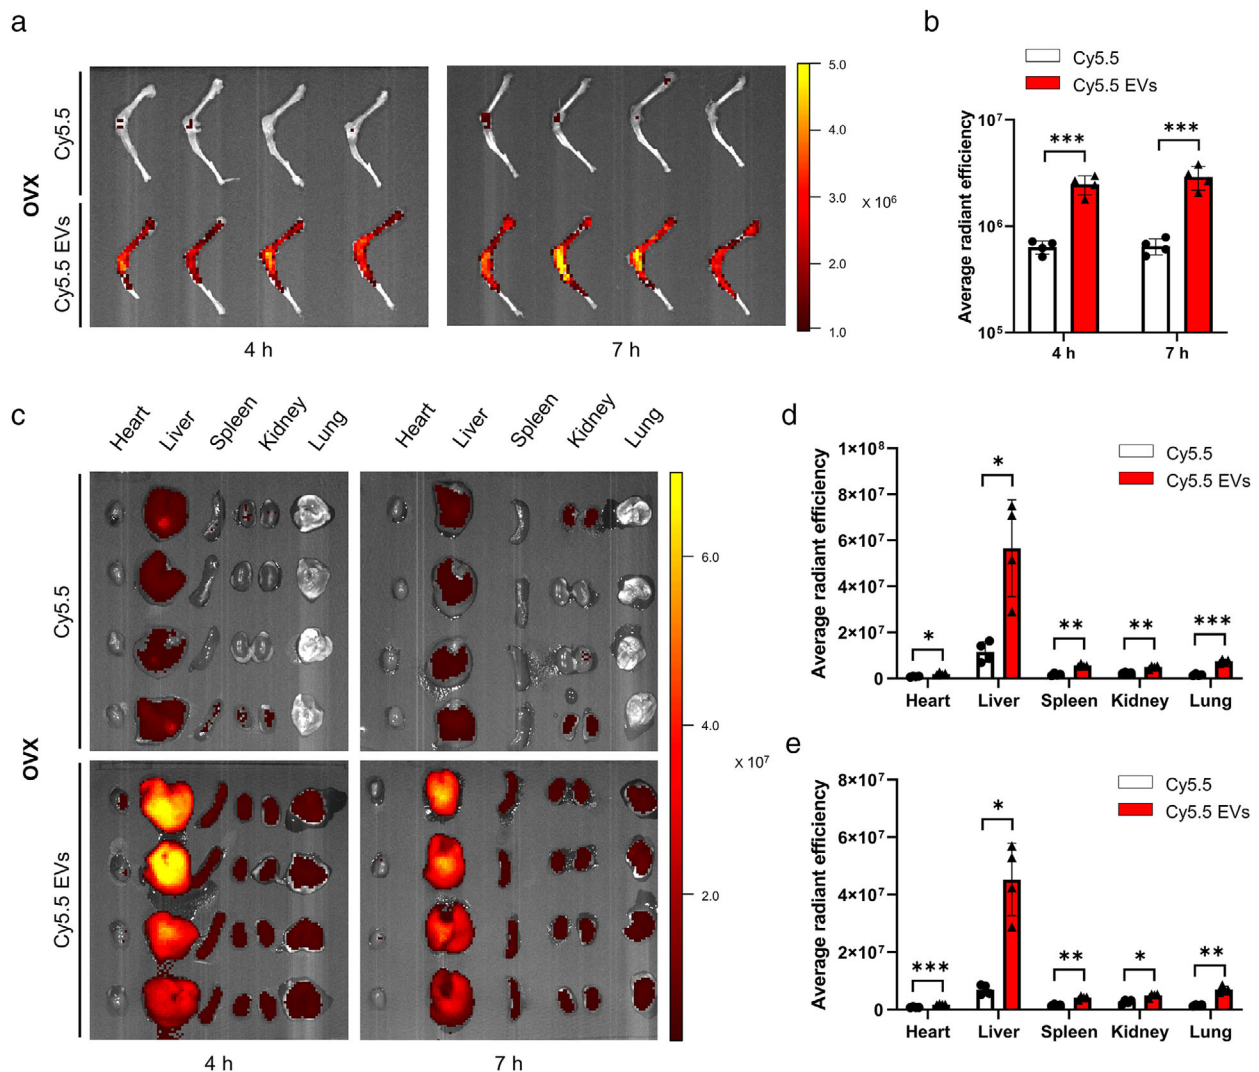 a
Cy5.5
Cy5.5 EVs
OVX
4 h
7 h
5.0
4.0
3.0
2.0
1.0
x 10⁶
b
Cy5.5
Cy5.5 EVs
Average radiant efficiency
10⁷
10⁶
10⁵
***
***
4 h
7 h
c
Heart Liver Spleen Kidney Lung
Heart Liver Spleen Kidney Lung
Cy5.5
Cy5.5 EVs
OVX
4 h
7 h
6.0
4.0
2.0
x 10⁷
d
Cy5.5
Cy5.5 EVs
Average radiant efficiency
1×10⁸
8×10⁷
6×10⁷
4×10⁷
2×10⁷
0
* * ** ** ***
Heart Liver Spleen Kidney Lung
e
Cy5.5
Cy5.5 EVs
Average radiant efficiency
8×10⁷
6×10⁷
4×10⁷
2×10⁷
0
*** * ** * **
Heart Liver Spleen Kidney Lung